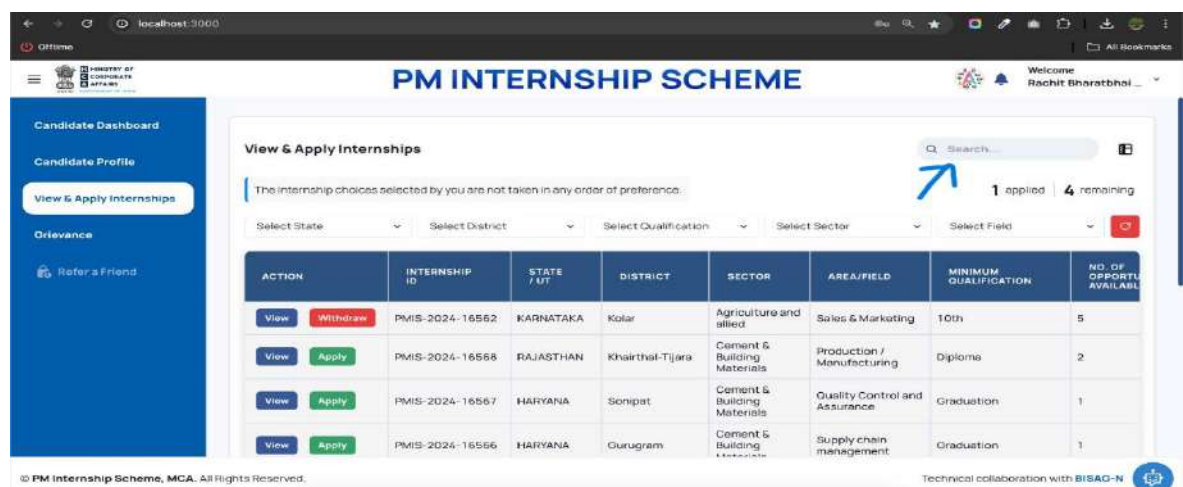 localhost:3000
Offtime
All Bookmarks
MINISTRY OF
CORPORATE
AFFAIRS
PM INTERNSHIP SCHEME
Welcome
Rachit Bharatbhai ...
Candidate Dashboard
Candidate Profile
View & Apply Internships
Grievance
Refer a Friend
View & Apply Internships
Search...
The internship choices selected by you are not taken in any order of preference.
1 applied | 4 remaining
Select State Select District Select Qualification Select Sector Select Field
ACTION INTERNSHIP ID STATE / UT DISTRICT SECTOR AREA/FIELD MINIMUM QUALIFICATION NO. OF OPPORTU AVAILABL
View Withdraw PMIS-2024-16562 KARNATAKA Kolar Agriculture and allied Sales & Marketing 10th 5
View Apply PMIS-2024-16568 RAJASTHAN Khairthal-Tijara Cement & Building Materials Production / Manufacturing Diploma 2
View Apply PMIS-2024-16567 HARYANA Sonipat Cement & Building Materials Quality Control and Assurance Graduation 1
View Apply PMIS-2024-16566 HARYANA Gurugram Cement & Building Materials Supply chain management Graduation 1
© PM Internship Scheme, MCA. All Rights Reserved.
Technical collaboration with BISAG-N